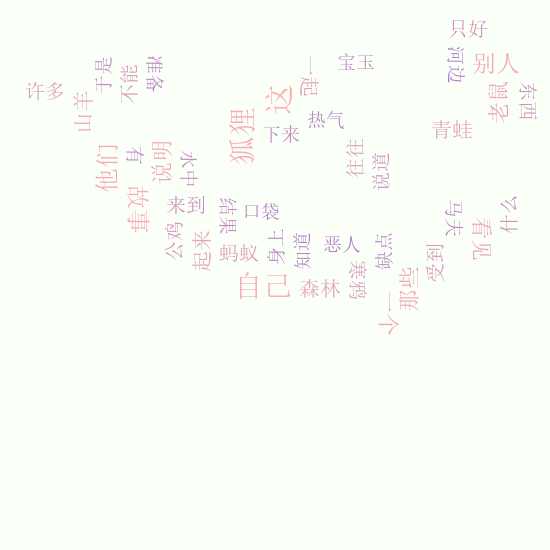 只好
河边
别人
于是
不能
准备
一起
宝玉
许多
山羊
这
老鼠
东西
狐狸
下来
热气
青蛙
他们
有
说明
水中
往往
说道
故事
来到
结果
口袋
马夫
什么
公鸡
起来
蚂蚁
身上
知道
恶人
缺点
受到
看见
自己
森林
寒鸦
那些
一个